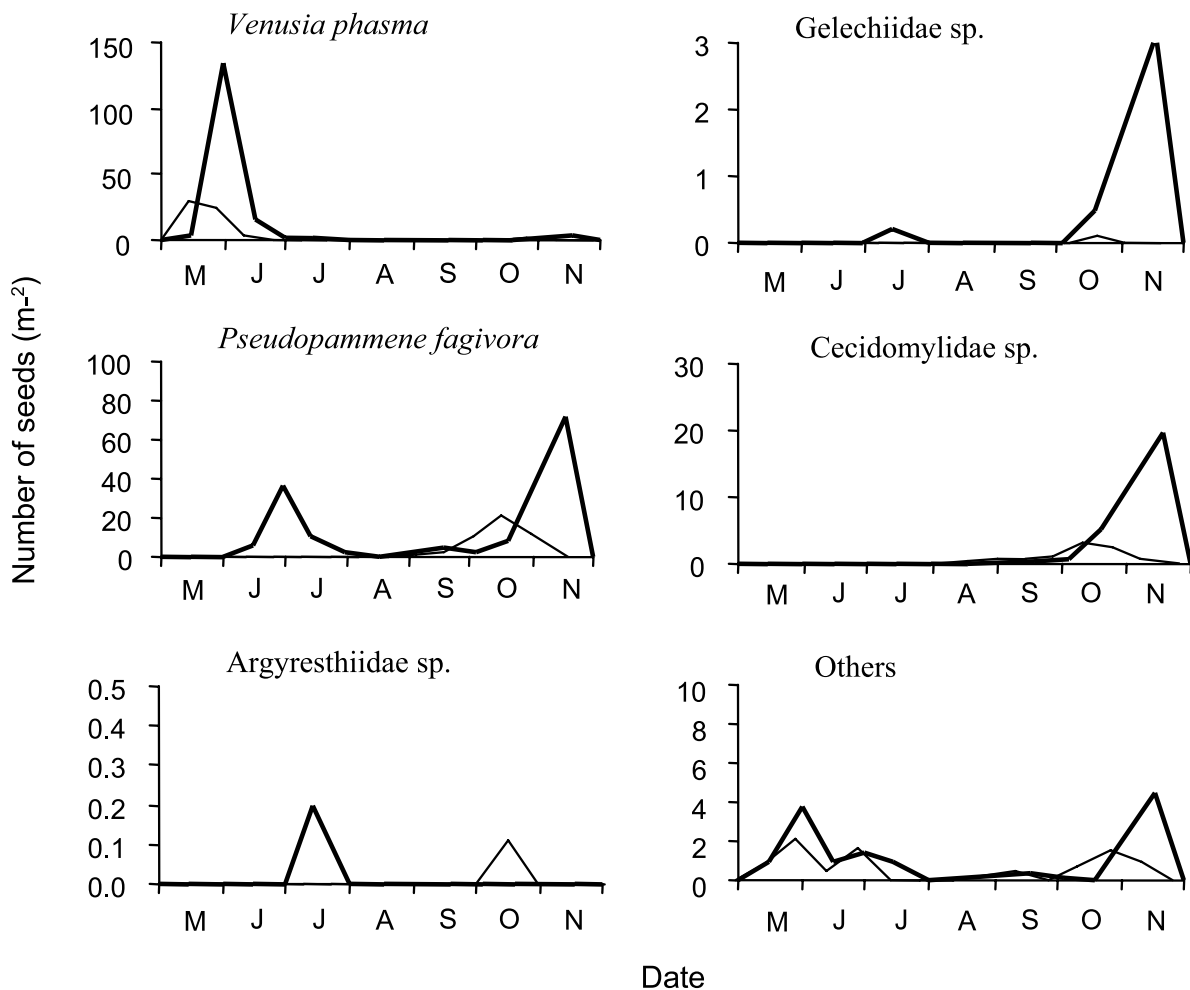 Venusia phasma
150
100
50
0
M J J A S O N
Gelechiidae sp.
3
2
1
0
M J J A S O N
Number of seeds (m-²)
Pseudopammene fagivora
100
80
60
40
20
0
M J J A S O N
Cecidomylidae sp.
30
20
10
0
M J J A S O N
Argyresthiidae sp.
0.5
0.4
0.3
0.2
0.1
0.0
M J J A S O N
Others
10
8
6
4
2
0
M J J A S O N
Date